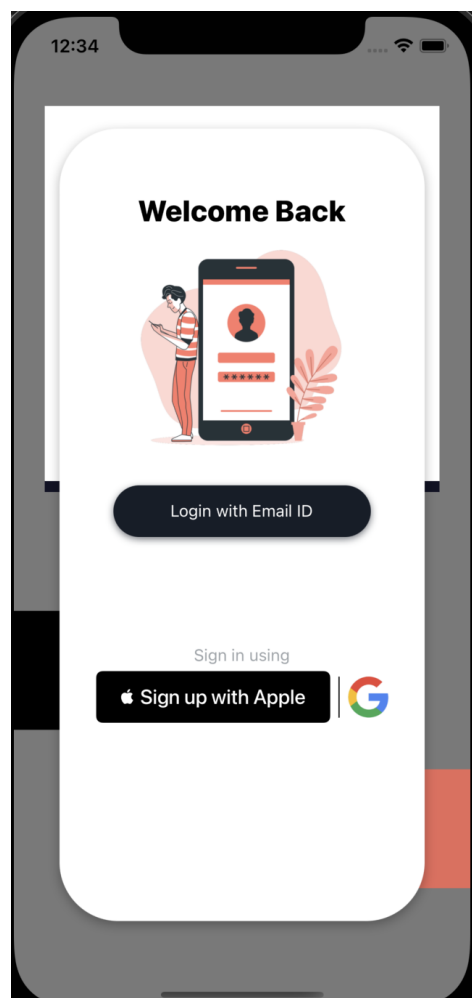 12:34
Welcome Back
******
Login with Email ID
Sign in using
Sign up with Apple